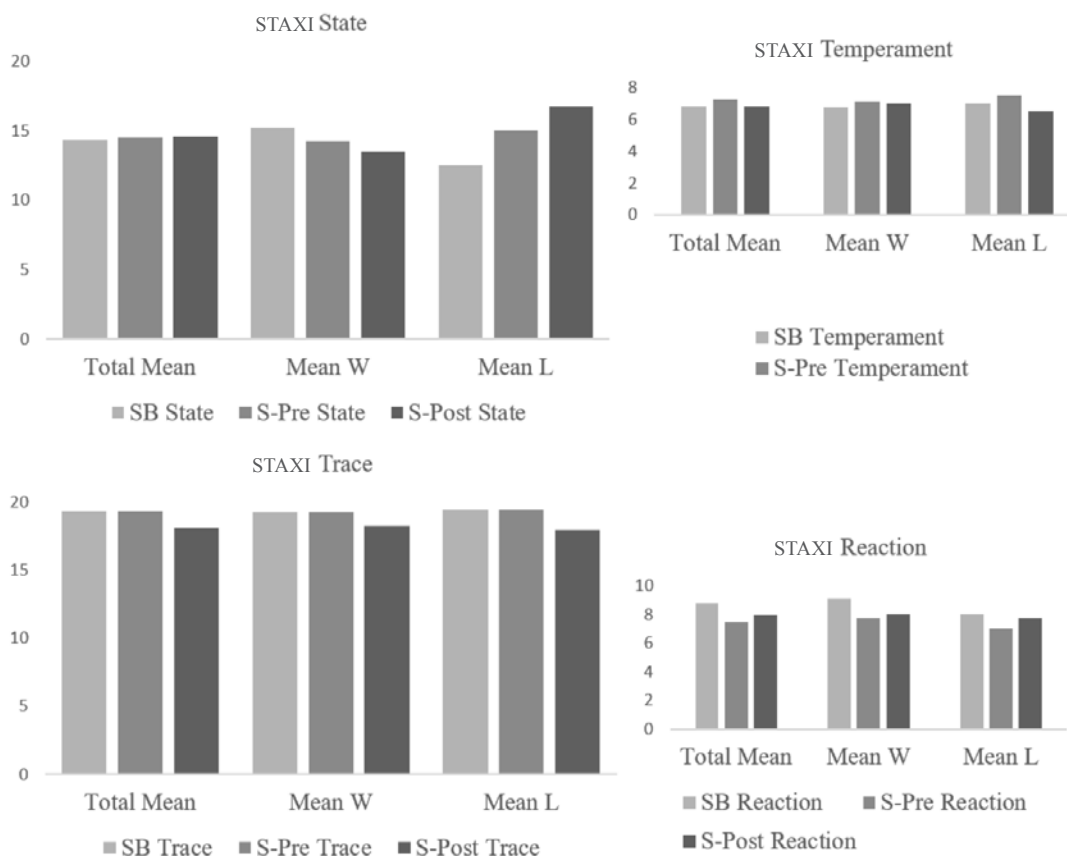 STAXI State
20
15
10
5
0
Total Mean Mean W Mean L
SB State S-Pre State S-Post State
STAXI Temperament
8
6
4
2
0
Total Mean Mean W Mean L
SB Temperament
S-Pre Temperament
STAXI Trace
20
15
10
5
0
Total Mean Mean W Mean L
SB Trace S-Pre Trace S-Post Trace
STAXI Reaction
10
8
6
4
2
0
Total Mean Mean W Mean L
SB Reaction S-Pre Reaction
S-Post Reaction